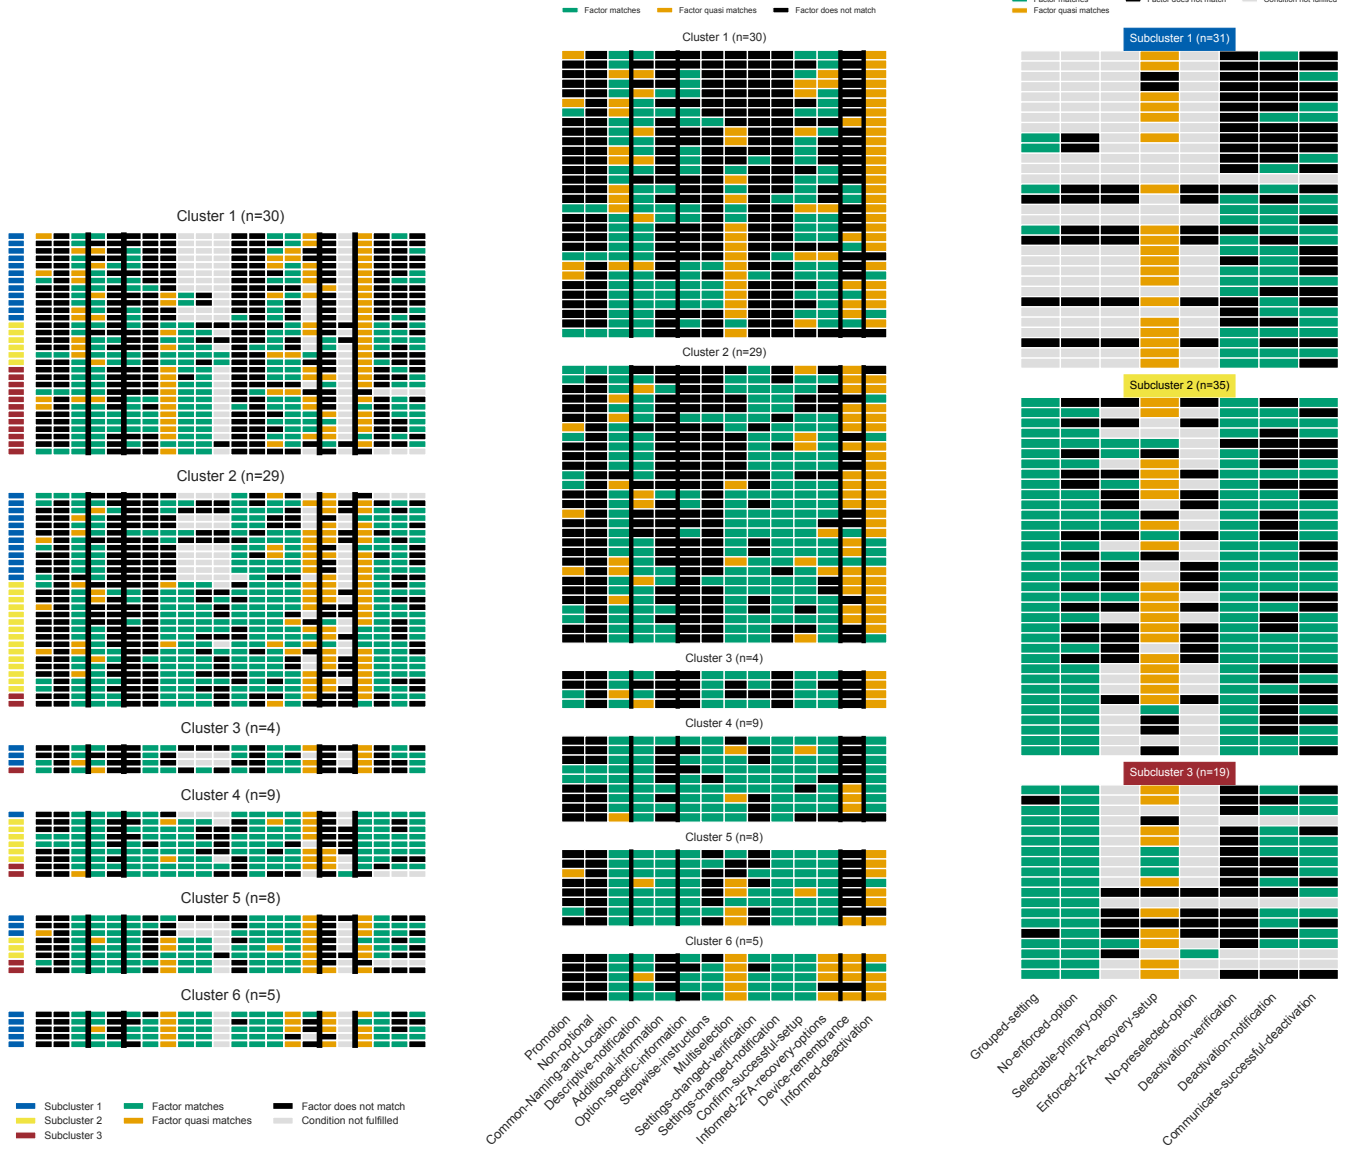 Factor matches
Factor quasi matches
Factor does not match
Factor does not match
Condition not fulfilled
Factor quasi matches
Cluster 1 (n=30)
Subcluster 1 (n=31)
Cluster 1 (n=30)
Cluster 2 (n=29)
Subcluster 2 (n=35)
Cluster 2 (n=29)
Cluster 3 (n=4)
Cluster 4 (n=9)
Cluster 3 (n=4)
Subcluster 3 (n=19)
Cluster 4 (n=9)
Cluster 5 (n=8)
Cluster 5 (n=8)
Cluster 6 (n=5)
Cluster 6 (n=5)
Promotion
Non-optional
Common-Naming-and-Location
Descriptive-notification
Additional-information
Option-specific-information
Stepwise-instructions
Multiselection
Settings-changed-verification
Settings-changed-notification
Confirm-successful-setup
Informed-2FA-recovery-options
Device-remembrance
Informed-deactivation
Grouped-setting
No-enforced-option
Selectable-primary-option
Enforced-2FA-recovery-setup
No-preselected-option
Deactivation-verification
Deactivation-notification
Communicate-successful-deactivation
Subcluster 1
Factor matches
Factor does not match
Subcluster 2
Factor quasi matches
Condition not fulfilled
Subcluster 3